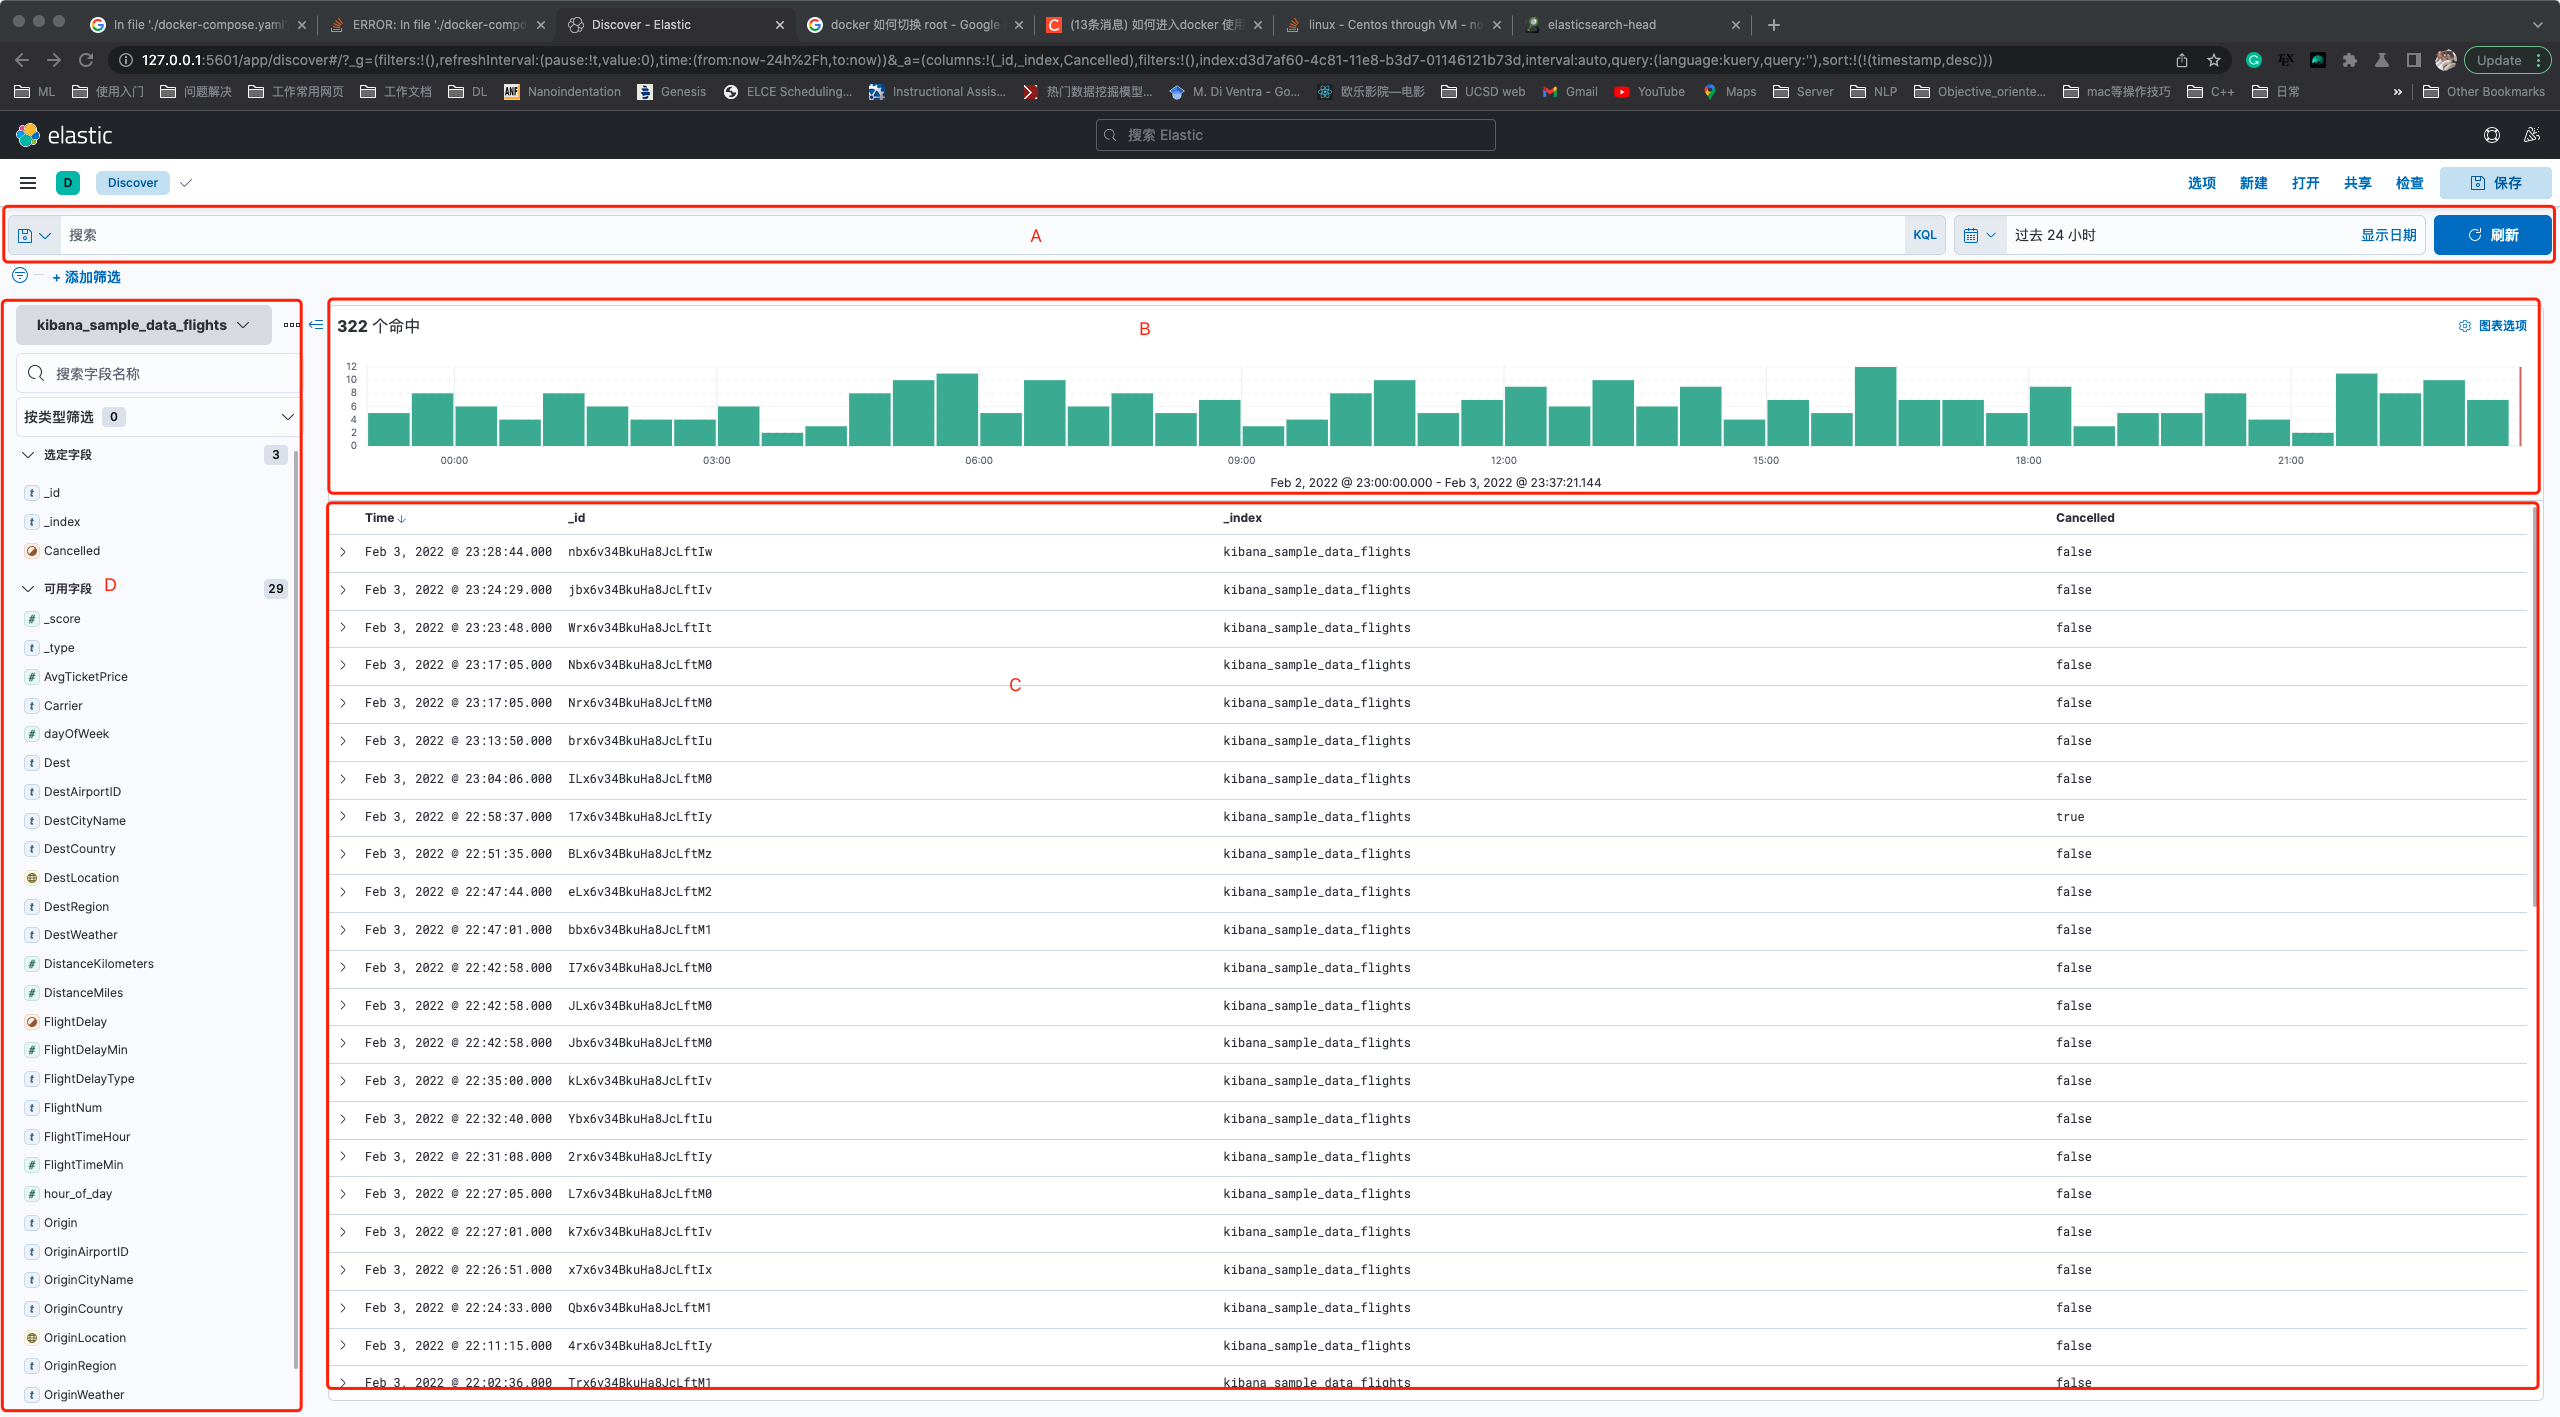 In file './docker-compose.yaml'
ERROR: In file './docker-compo
Discover - Elastic
docker 如何切换 root - Google
(13条消息) 如何进入docker 使用
linux - Centos through VM - no
elasticsearch-head
127.0.0.1:5601/app/discover#/?_g=(filters:!(),refreshInterval:(pause:!t,value:0),time:(from:now-24h%2Fh,to:now))&_a=(columns:!(_id,_index,Cancelled),filters:!(),index:d3d7af60-4c81-11e8-b3d7-01146121b73d,interval:auto,query:(language:kuery,query:''),sort:!(!(timestamp,desc)))
Update
ML 使用入门 问题解决 工作常用网页 工作文档 DL Nanoindentation Genesis ELCE Scheduling... Instructional Assis... 热门数据挖掘模型... M. Di Ventra - Go... 欧乐影院—电影 UCSD web Gmail YouTube Maps Server NLP Objective_oriente... mac等操作技巧 C++ 日常 » Other Bookmarks
elastic
搜索 Elastic
D Discover
选项 新建 打开 共享 检查 保存
搜索 A KQL 过去 24 小时 显示日期 刷新
+ 添加筛选
kibana_sample_data_flights
搜索字段名称
按类型筛选 0
选定字段 3
t _id
t _index
Cancelled
可用字段 D 29
# _score
t _type
# AvgTicketPrice
t Carrier
# dayOfWeek
t Dest
t DestAirportID
t DestCityName
t DestCountry
DestLocation
t DestRegion
t DestWeather
# DistanceKilometers
# DistanceMiles
FlightDelay
# FlightDelayMin
t FlightDelayType
t FlightNum
t FlightTimeHour
# FlightTimeMin
# hour_of_day
t Origin
t OriginAirportID
t OriginCityName
t OriginCountry
OriginLocation
t OriginRegion
t OriginWeather
322 个命中 B 图表选项
12
10
8
6
4
2
0
00:00 03:00 06:00 09:00 12:00 15:00 18:00 21:00
Feb 2, 2022 @ 23:00:00.000 - Feb 3, 2022 @ 23:37:21.144
Time _id _index Cancelled
Feb 3, 2022 @ 23:28:44.000 nbx6v34BkuHa8JcLftIw kibana_sample_data_flights false
Feb 3, 2022 @ 23:24:29.000 jbx6v34BkuHa8JcLftIv kibana_sample_data_flights false
Feb 3, 2022 @ 23:23:48.000 Wrx6v34BkuHa8JcLftIt kibana_sample_data_flights false
Feb 3, 2022 @ 23:17:05.000 Nbx6v34BkuHa8JcLftM0 kibana_sample_data_flights false
C
Feb 3, 2022 @ 23:17:05.000 Nrx6v34BkuHa8JcLftM0 kibana_sample_data_flights false
Feb 3, 2022 @ 23:13:50.000 brx6v34BkuHa8JcLftIu kibana_sample_data_flights false
Feb 3, 2022 @ 23:04:06.000 ILx6v34BkuHa8JcLftM0 kibana_sample_data_flights false
Feb 3, 2022 @ 22:58:37.000 17x6v34BkuHa8JcLftIy kibana_sample_data_flights true
Feb 3, 2022 @ 22:51:35.000 BLx6v34BkuHa8JcLftMz kibana_sample_data_flights false
Feb 3, 2022 @ 22:47:44.000 eLx6v34BkuHa8JcLftM2 kibana_sample_data_flights false
Feb 3, 2022 @ 22:47:01.000 bbx6v34BkuHa8JcLftM1 kibana_sample_data_flights false
Feb 3, 2022 @ 22:42:58.000 I7x6v34BkuHa8JcLftM0 kibana_sample_data_flights false
Feb 3, 2022 @ 22:42:58.000 JLx6v34BkuHa8JcLftM0 kibana_sample_data_flights false
Feb 3, 2022 @ 22:42:58.000 Jbx6v34BkuHa8JcLftM0 kibana_sample_data_flights false
Feb 3, 2022 @ 22:35:00.000 kLx6v34BkuHa8JcLftIv kibana_sample_data_flights false
Feb 3, 2022 @ 22:32:40.000 Ybx6v34BkuHa8JcLftIu kibana_sample_data_flights false
Feb 3, 2022 @ 22:31:08.000 2rx6v34BkuHa8JcLftIy kibana_sample_data_flights false
Feb 3, 2022 @ 22:27:05.000 L7x6v34BkuHa8JcLftM0 kibana_sample_data_flights false
Feb 3, 2022 @ 22:27:01.000 k7x6v34BkuHa8JcLftIv kibana_sample_data_flights false
Feb 3, 2022 @ 22:26:51.000 x7x6v34BkuHa8JcLftIx kibana_sample_data_flights false
Feb 3, 2022 @ 22:24:33.000 Qbx6v34BkuHa8JcLftM1 kibana_sample_data_flights false
Feb 3, 2022 @ 22:11:15.000 4rx6v34BkuHa8JcLftIy kibana_sample_data_flights false
Feb 3, 2022 @ 22:02:36.000 Trx6v34BkuHa8JcLftM1 kibana_sample_data_flights false